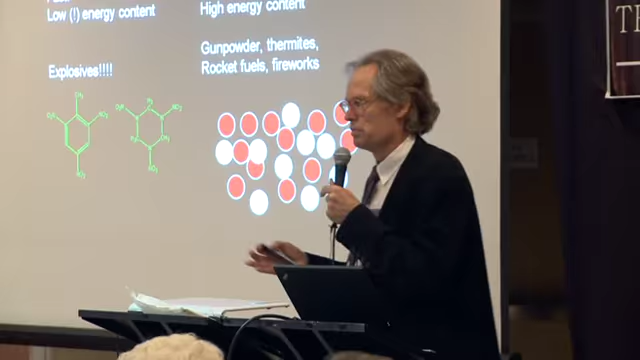 Low (!) energy content
High energy content
Gunpowder, thermites,
Rocket fuels, fireworks
Explosives!!!!